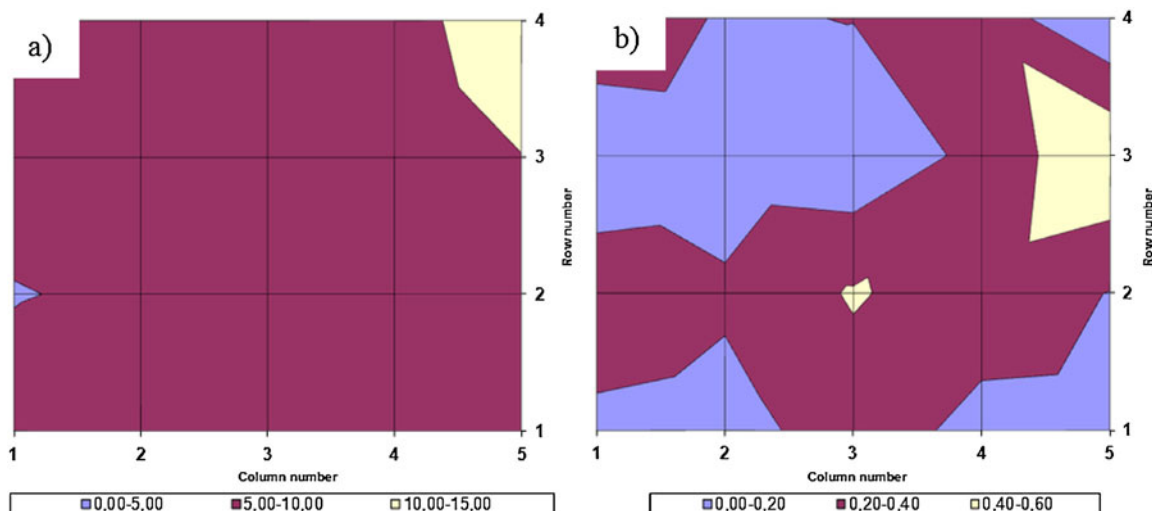 a)
4
3
2
1
Row number
1 2 3 4 5
Column number
0,00-5,00 5,00-10,00 10,00-15,00
b)
4
3
2
1
Row number
1 2 3 4 5
Column number
0,00-0,20 0,20-0,40 0,40-0,60